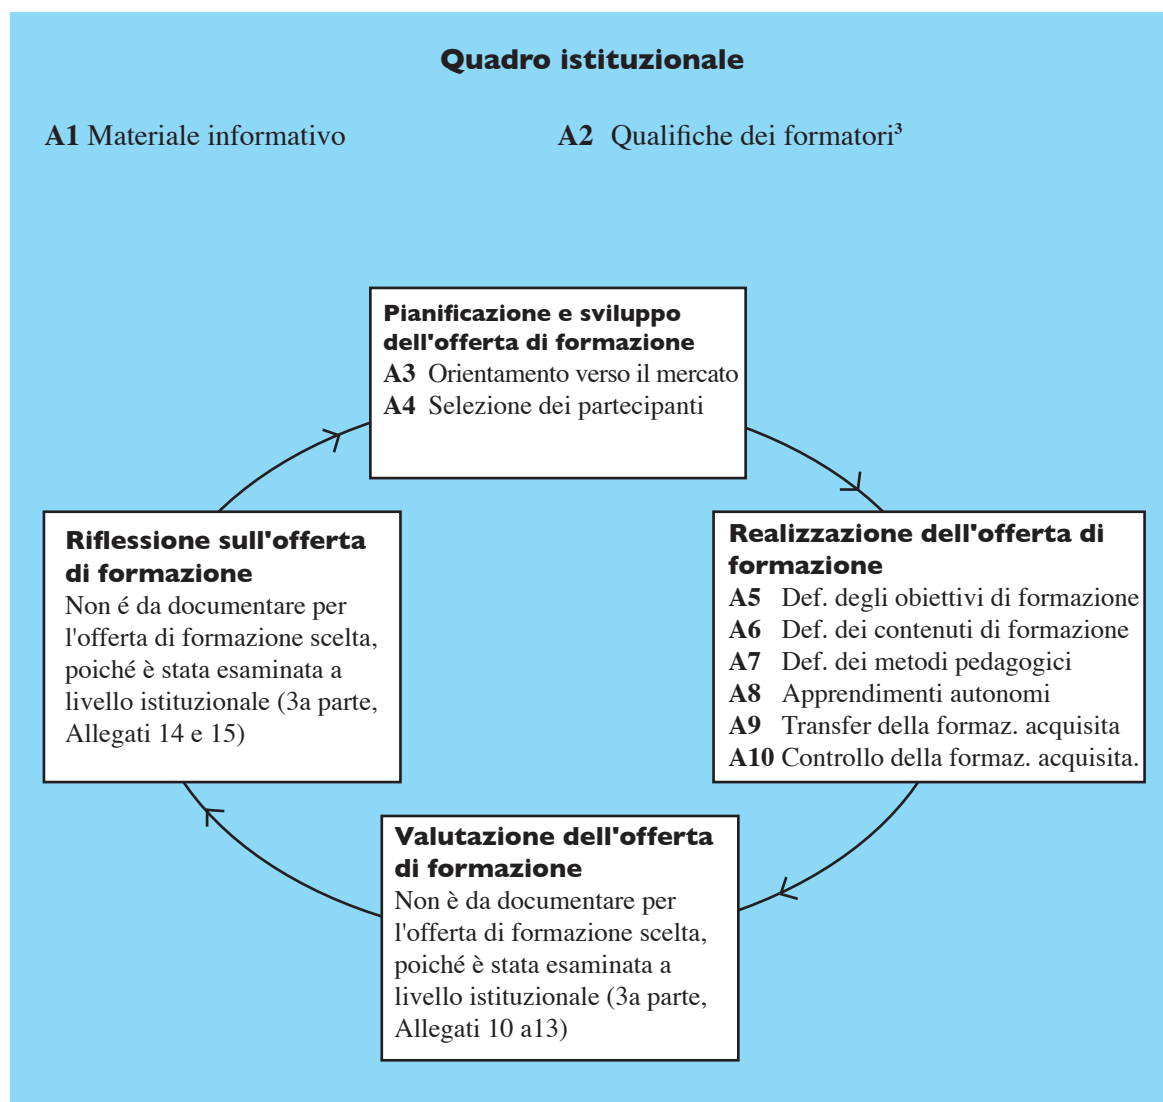 Quadro istituzionale
A1 Materiale informativo
A2 Qualifiche dei formatori³
Pianificazione e sviluppo
dell'offerta di formazione
A3 Orientamento verso il mercato
A4 Selezione dei partecipanti
Realizzazione dell'offerta di
formazione
A5 Def. degli obiettivi di formazione
A6 Def. dei contenuti di formazione
A7 Def. dei metodi pedagogici
A8 Apprendimenti autonomi
A9 Transfer della formaz. acquisita
A10 Controllo della formaz. acquisita.
Valutazione dell'offerta
di formazione
Non è da documentare per
l'offerta di formazione scelta,
poiché è stata esaminata a
livello istituzionale (3a parte,
Allegati 10 a13)
Riflessione sull'offerta
di formazione
Non é da documentare per
l'offerta di formazione scelta,
poiché è stata esaminata a
livello istituzionale (3a parte,
Allegati 14 e 15)